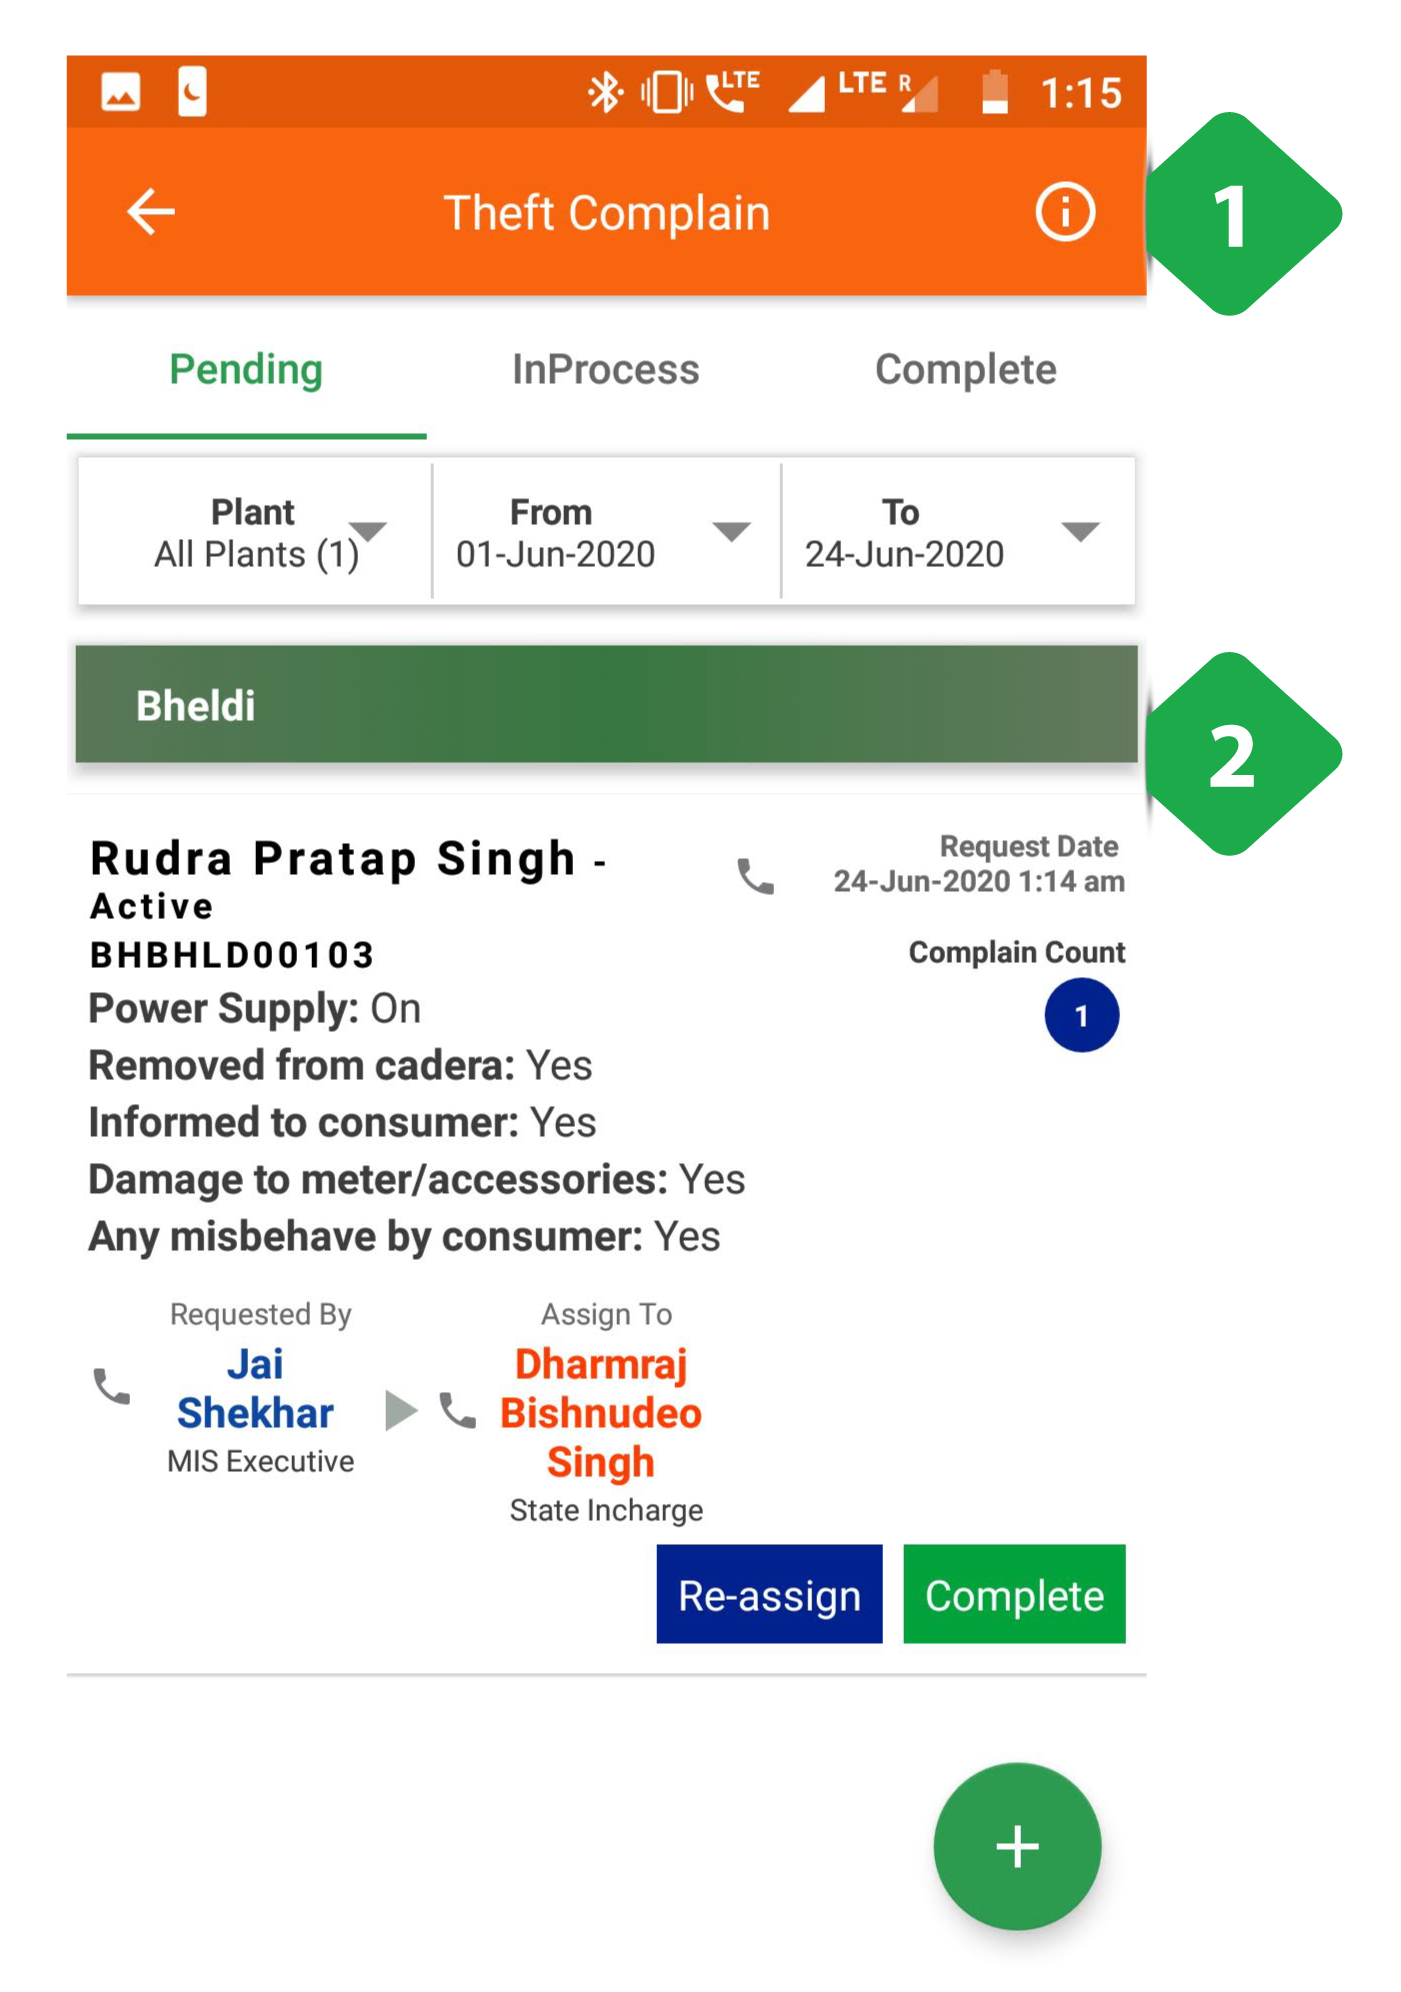 LTE LTE R 1:15
Theft Complain
1
Pending InProcess Complete
Plant From To
All Plants (1) 01-Jun-2020 24-Jun-2020
Bheldi
2
Rudra Pratap Singh -
Active
BHBHLD00103
Request Date
24-Jun-2020 1:14 am
Complain Count
1
Power Supply: On
Removed from cadera: Yes
Informed to consumer: Yes
Damage to meter/accessories: Yes
Any misbehave by consumer: Yes
Requested By
Jai
Shekhar
MIS Executive
Assign To
Dharmraj
Bishnudeo
Singh
State Incharge
Re-assign Complete
+